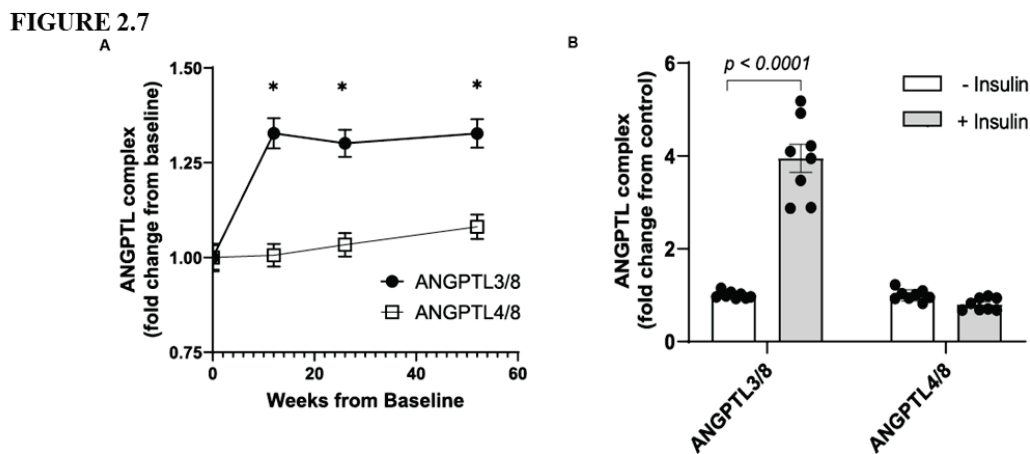 FIGURE 2.7
A
ANGPTL complex
(fold change from baseline)
1.50
1.25
1.00
0.75
* * *
ANGPTL3/8
ANGPTL4/8
0 20 40 60
Weeks from Baseline
B
ANGPTL complex
(fold change from control)
6
4
2
0
p < 0.0001
- Insulin
+ Insulin
ANGPTL3/8
ANGPTL4/8